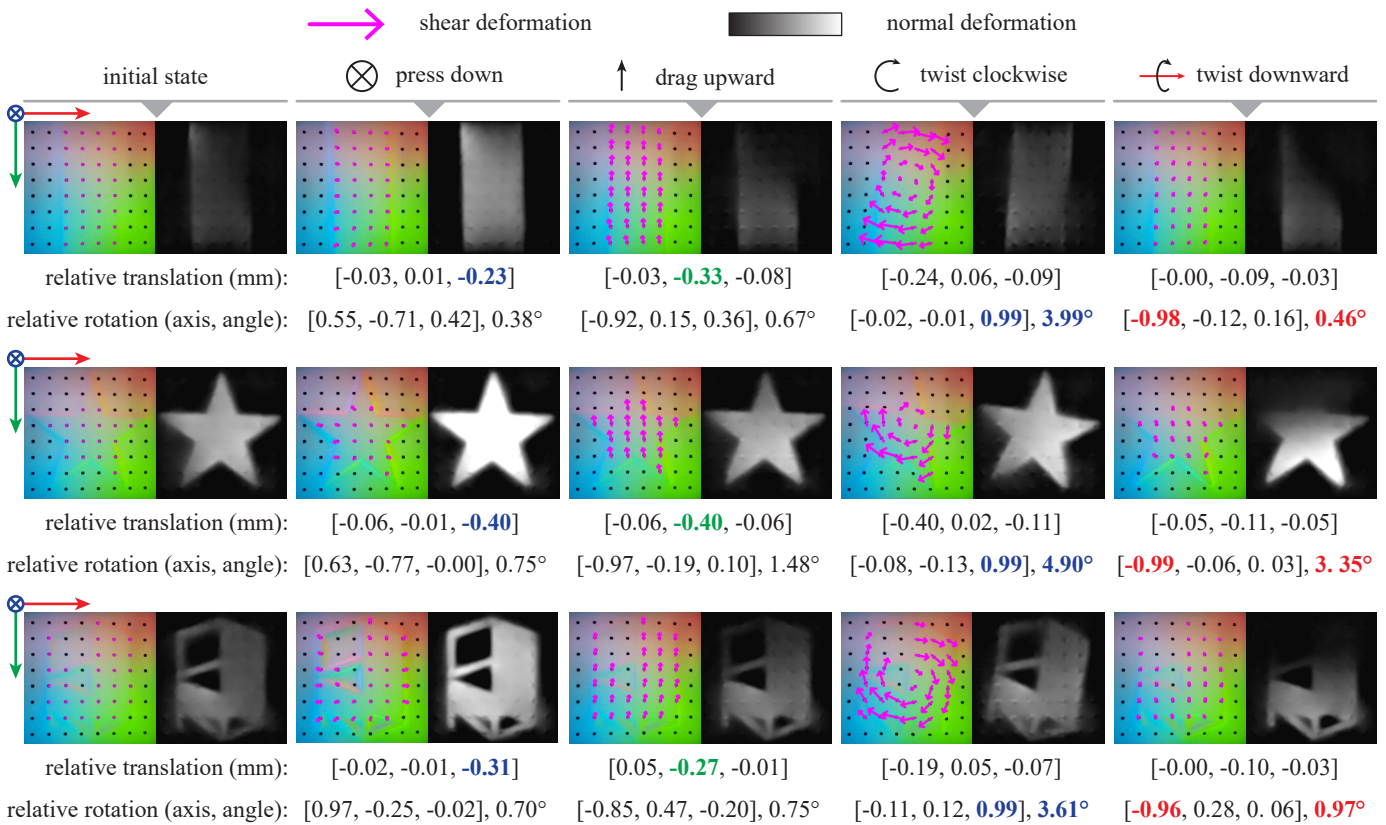 shear deformation normal deformation
initial state press down drag upward twist clockwise twist downward
relative translation (mm): [-0.03, 0.01, -0.23] [-0.03, -0.33, -0.08] [-0.24, 0.06, -0.09] [-0.00, -0.09, -0.03]
relative rotation (axis, angle): [0.55, -0.71, 0.42], 0.38° [-0.92, 0.15, 0.36], 0.67° [-0.02, -0.01, 0.99], 3.99° [-0.98, -0.12, 0.16], 0.46°
relative translation (mm): [-0.06, -0.01, -0.40] [-0.06, -0.40, -0.06] [-0.40, 0.02, -0.11] [-0.05, -0.11, -0.05]
relative rotation (axis, angle): [0.63, -0.77, -0.00], 0.75° [-0.97, -0.19, 0.10], 1.48° [-0.08, -0.13, 0.99], 4.90° [-0.99, -0.06, 0. 03], 3. 35°
relative translation (mm): [-0.02, -0.01, -0.31] [0.05, -0.27, -0.01] [-0.19, 0.05, -0.07] [-0.00, -0.10, -0.03]
relative rotation (axis, angle): [0.97, -0.25, -0.02], 0.70° [-0.85, 0.47, -0.20], 0.75° [-0.11, 0.12, 0.99], 3.61° [-0.96, 0.28, 0. 06], 0.97°